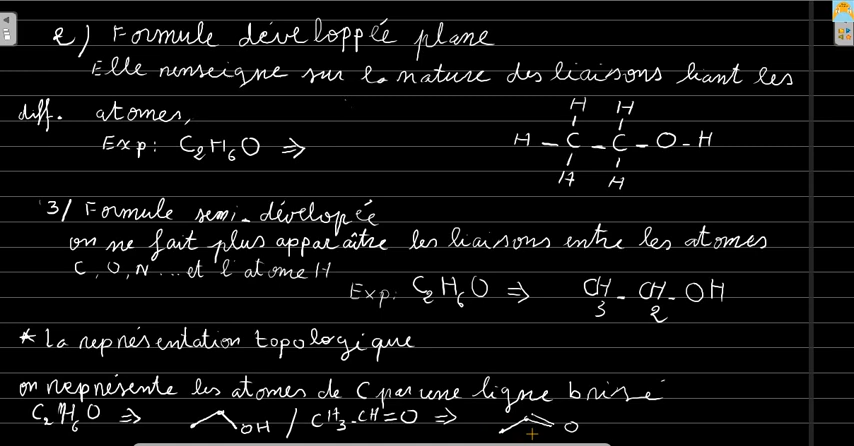 2) Formule développée plane
Elle renseigne sur la nature des liaisons liant les
diff. atomes,
Exp: C2H6O ⇒
H H
H - C - C - O - H
H H
3/ Formule semi-dévelopée
on ne fait plus apparaître les liaisons entre les atomes
C, O, N ... et l'atome H
Exp: C2H6O ⇒ CH3 - CH2 - OH
* La représentation topologique
on représente les atomes de C par une ligne brisé
C2H6O ⇒ OH / CH3-CH=O ⇒ O